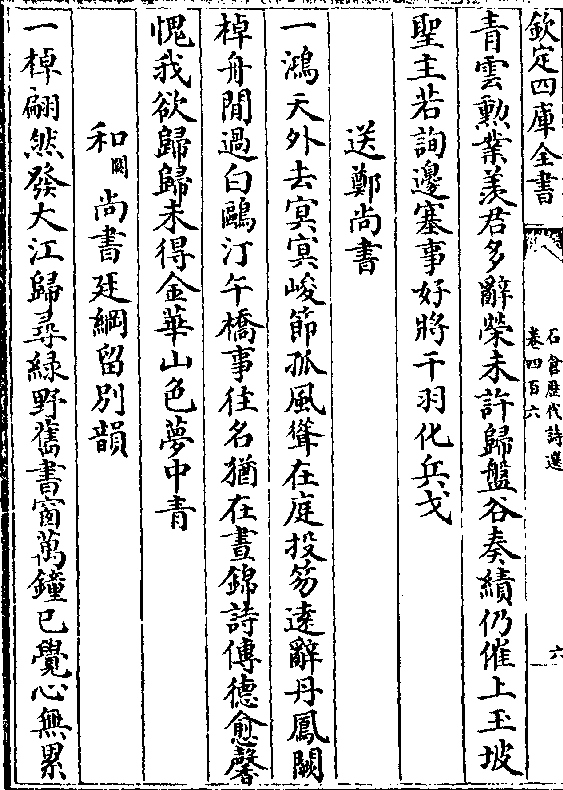 欽定四庫全書
石倉歷代詩選
卷四百六
六
青雲勲業羨君多辭榮未許歸盤谷奏績仍催上玉坡
聖主若詢邊塞事好將干羽化兵戈
送鄭尚書
一鴻天外去冥冥峻節孤風聳在庭投笏遠辭丹鳳闕
棹舟閒過白鷗汀午橋事往名猶在晝錦詩傳德愈馨
愧我欲歸歸未得金華山色夢中青
和闕尚書廷綱留別韻
一棹翩然發大江歸尋緑野舊書窗萬鐘已覺心無累